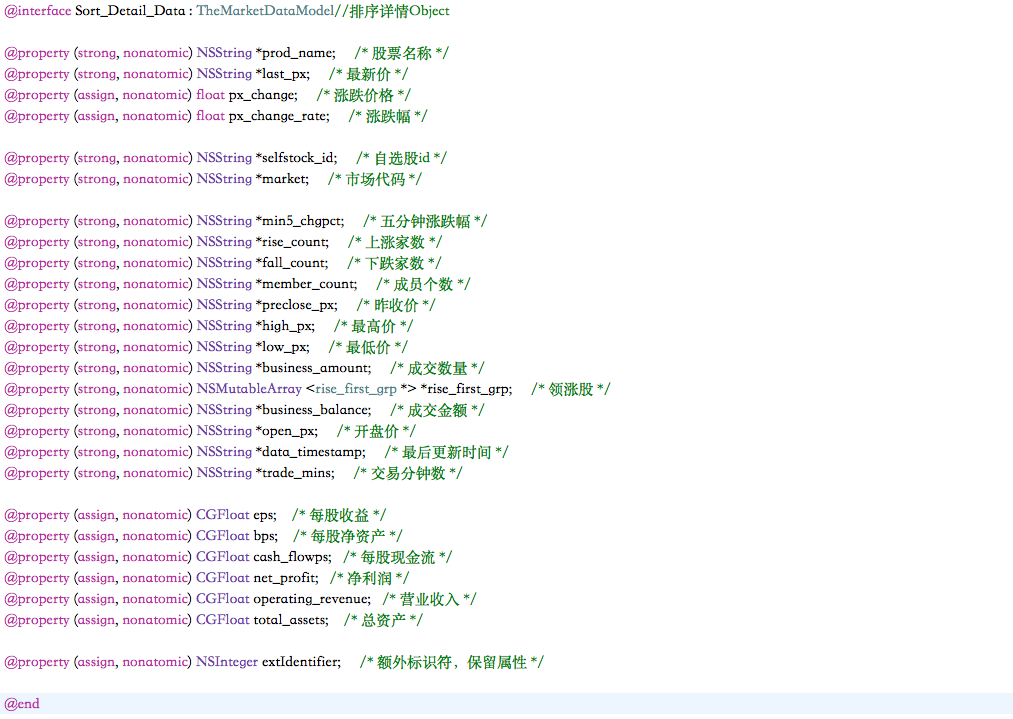 @interface Sort_Detail_Data : TheMarketDataModel//排序详情Object
@property (strong, nonatomic) NSString *prod_name; /* 股票名称 */
@property (strong, nonatomic) NSString *last_px; /* 最新价 */
@property (assign, nonatomic) float px_change; /* 涨跌价格 */
@property (assign, nonatomic) float px_change_rate; /* 涨跌幅 */
@property (strong, nonatomic) NSString *selfstock_id; /* 自选股id */
@property (strong, nonatomic) NSString *market; /* 市场代码 */
@property (strong, nonatomic) NSString *min5_chgpct; /* 五分钟涨跌幅 */
@property (strong, nonatomic) NSString *rise_count; /* 上涨家数 */
@property (strong, nonatomic) NSString *fall_count; /* 下跌家数 */
@property (strong, nonatomic) NSString *member_count; /* 成员个数 */
@property (strong, nonatomic) NSString *preclose_px; /* 昨收价 */
@property (strong, nonatomic) NSString *high_px; /* 最高价 */
@property (strong, nonatomic) NSString *low_px; /* 最低价 */
@property (strong, nonatomic) NSString *business_amount; /* 成交数量 */
@property (strong, nonatomic) NSMutableArray <rise_first_grp *> *rise_first_grp; /* 领涨股 */
@property (strong, nonatomic) NSString *business_balance; /* 成交金额 */
@property (strong, nonatomic) NSString *open_px; /* 开盘价 */
@property (strong, nonatomic) NSString *data_timestamp; /* 最后更新时间 */
@property (strong, nonatomic) NSString *trade_mins; /* 交易分钟数 */
@property (assign, nonatomic) CGFloat eps; /* 每股收益 */
@property (assign, nonatomic) CGFloat bps; /* 每股净资产 */
@property (assign, nonatomic) CGFloat cash_flowps; /* 每股现金流 */
@property (assign, nonatomic) CGFloat net_profit; /* 净利润 */
@property (assign, nonatomic) CGFloat operating_revenue; /* 营业收入 */
@property (assign, nonatomic) CGFloat total_assets; /* 总资产 */
@property (assign, nonatomic) NSInteger extIdentifier; /* 额外标识符，保留属性 */
@end